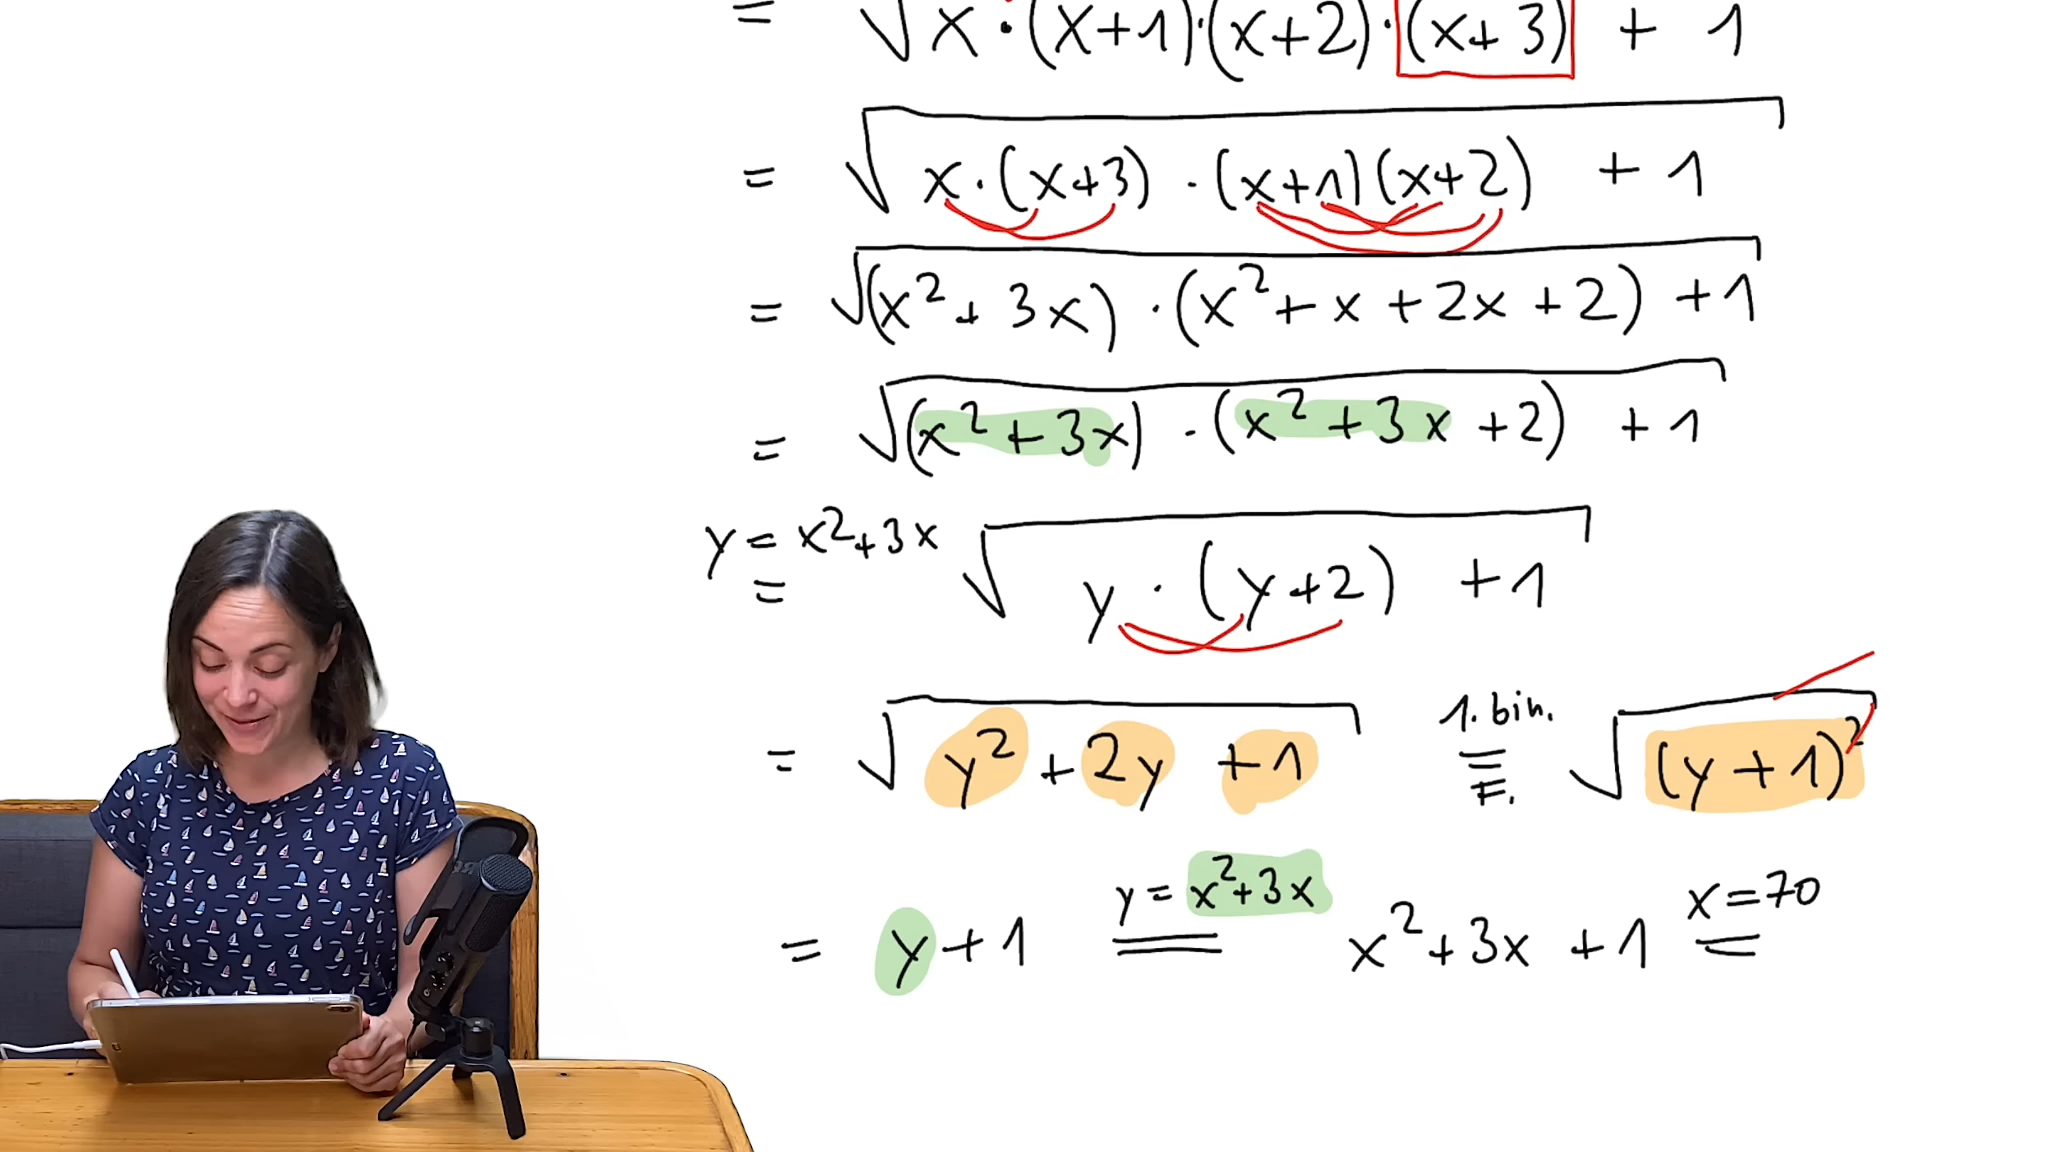 = √x·(x+1)·(x+2)·(x+3) + 1
= √x·(x+3)·(x+1)(x+2) + 1
= √(x²+3x)·(x²+x+2x+2) +1
= √(x²+3x)·(x²+3x+2) +1
y = x²+3x
= √y·(y+2) +1
= √y²+2y+1 1. bin. = F. √(y+1)²
= y+1 y=x²+3x = x²+3x+1 x=70 =